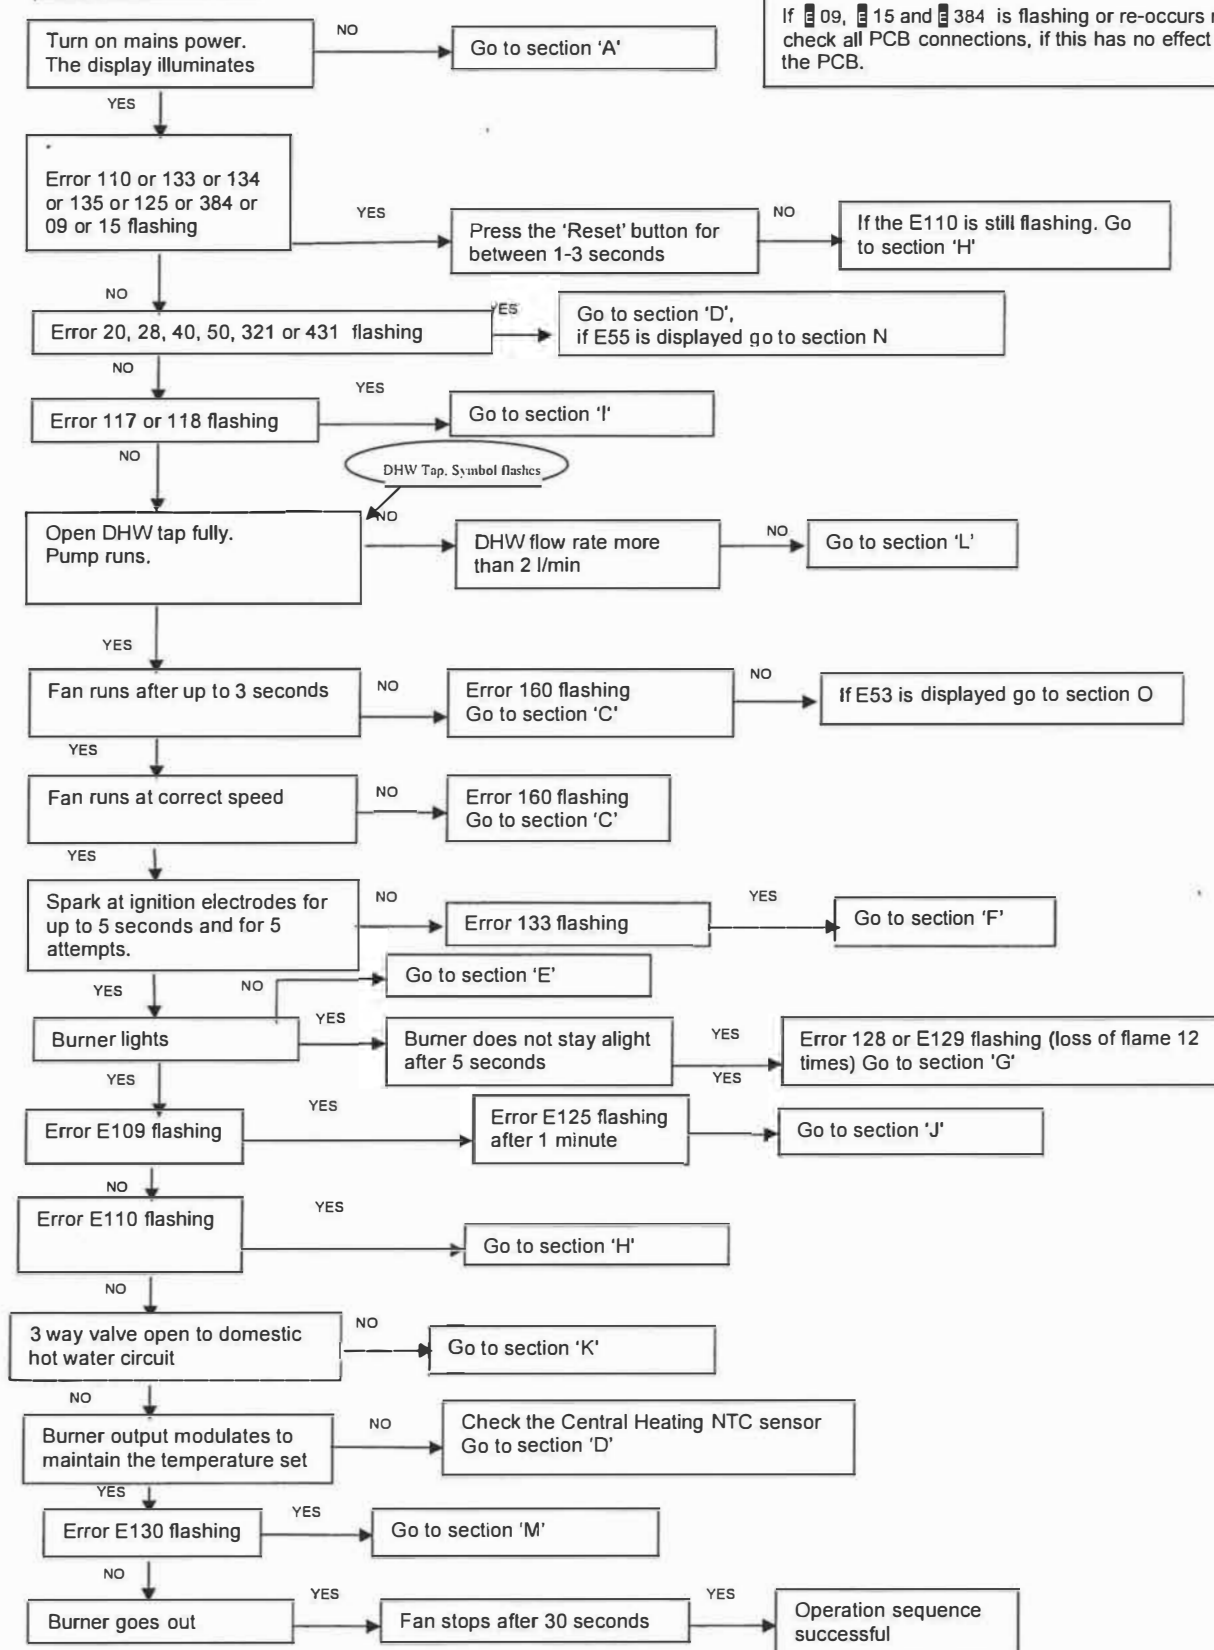 If E 09, E 15 and E 384 is flashing or re-occurs
check all PCB connections, if this has no effect
the PCB.
Turn on mains power.
The display illuminates
NO
Go to section 'A'
YES
Error 110 or 133 or 134
or 135 or 125 or 384 or
09 or 15 flashing
YES
Press the 'Reset' button for
between 1-3 seconds
NO
If the E110 is still flashing. Go
to section 'H'
NO
Error 20, 28, 40, 50, 321 or 431 flashing
YES
Go to section 'D',
if E55 is displayed go to section N
NO
Error 117 or 118 flashing
YES
Go to section 'I'
NO
DHW Tap. Symbol flashes
Open DHW tap fully.
Pump runs.
NO
DHW flow rate more
than 2 l/min
NO
Go to section 'L'
YES
Fan runs after up to 3 seconds
NO
Error 160 flashing
Go to section 'C'
NO
If E53 is displayed go to section O
YES
Fan runs at correct speed
NO
Error 160 flashing
Go to section 'C'
YES
Spark at ignition electrodes for
up to 5 seconds and for 5
attempts.
NO
Error 133 flashing
YES
Go to section 'F'
YES
NO
Go to section 'E'
Burner lights
YES
Burner does not stay alight
after 5 seconds
YES
YES
Error 128 or E129 flashing (loss of flame 12
times) Go to section 'G'
YES
Error E109 flashing
YES
Error E125 flashing
after 1 minute
Go to section 'J'
NO
Error E110 flashing
YES
Go to section 'H'
NO
3 way valve open to domestic
hot water circuit
NO
Go to section 'K'
NO
Burner output modulates to
maintain the temperature set
NO
Check the Central Heating NTC sensor
Go to section 'D'
YES
Error E130 flashing
YES
Go to section 'M'
NO
Burner goes out
YES
Fan stops after 30 seconds
YES
Operation sequence
successful